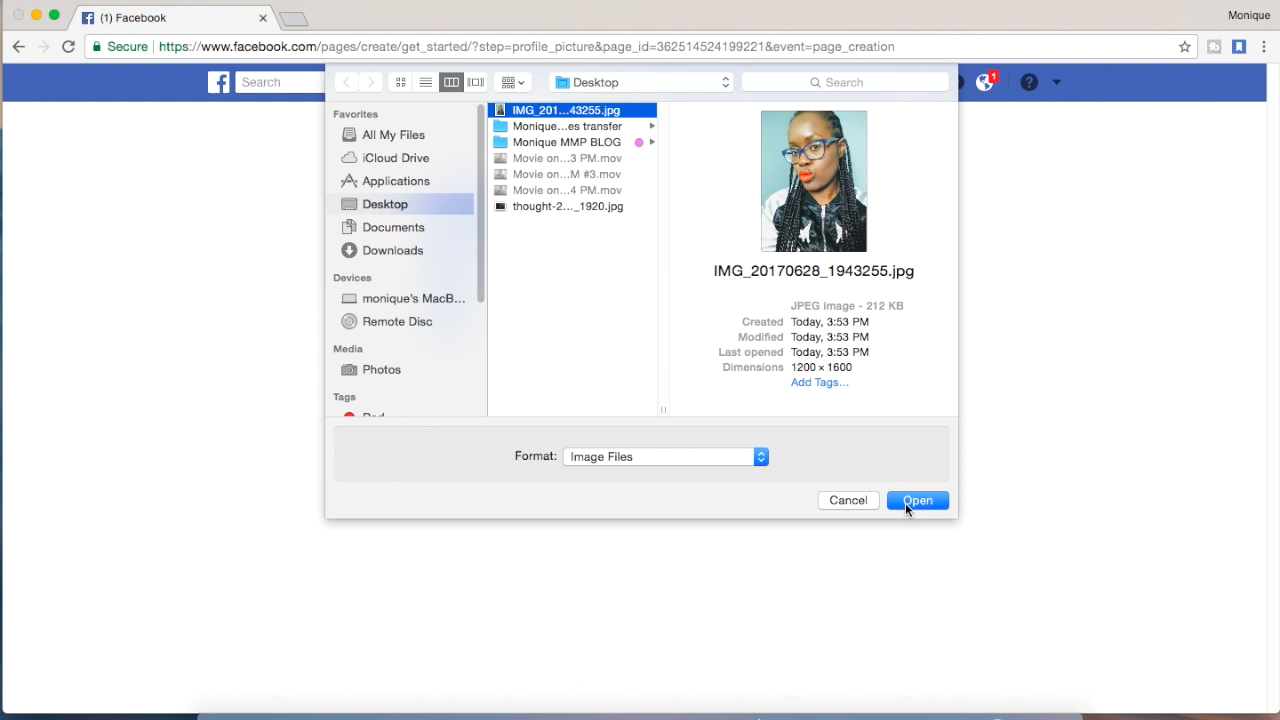 (1) Facebook
Monique
Secure
https://www.facebook.com/pages/create/get_started/?step=profile_picture&page_id=362514524199221&event=page_creation
Search
Desktop
Search
1
?
Favorites
All My Files
iCloud Drive
Applications
Desktop
Documents
Downloads
Devices
monique's MacB...
Remote Disc
Media
Photos
Tags
IMG_201...43255.jpg
Monique...es transfer
Monique MMP BLOG
Movie on...3 PM.mov
Movie on...M #3.mov
Movie on...4 PM.mov
thought-2..._1920.jpg
IMG_20170628_1943255.jpg
JPEG image - 212 KB
Created Today, 3:53 PM
Modified Today, 3:53 PM
Last opened Today, 3:53 PM
Dimensions 1200 × 1600
Add Tags...
Format: Image Files
Cancel
Open